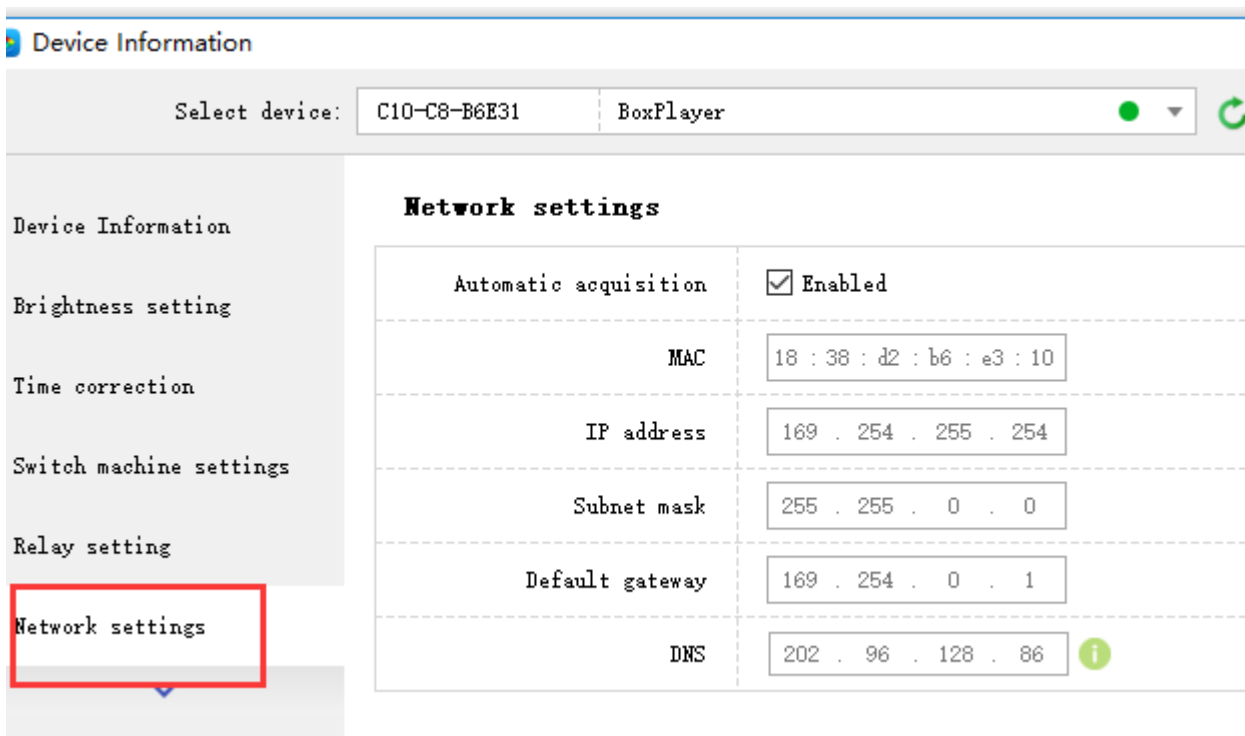 Device Information
Select device: C10-C8-B6E31 BoxPlayer
Device Information
Brightness setting
Time correction
Switch machine settings
Relay setting
Network settings
Network settings
Automatic acquisition Enabled
MAC 18 : 38 : d2 : b6 : e3 : 10
IP address 169 . 254 . 255 . 254
Subnet mask 255 . 255 . 0 . 0
Default gateway 169 . 254 . 0 . 1
DNS 202 . 96 . 128 . 86 i